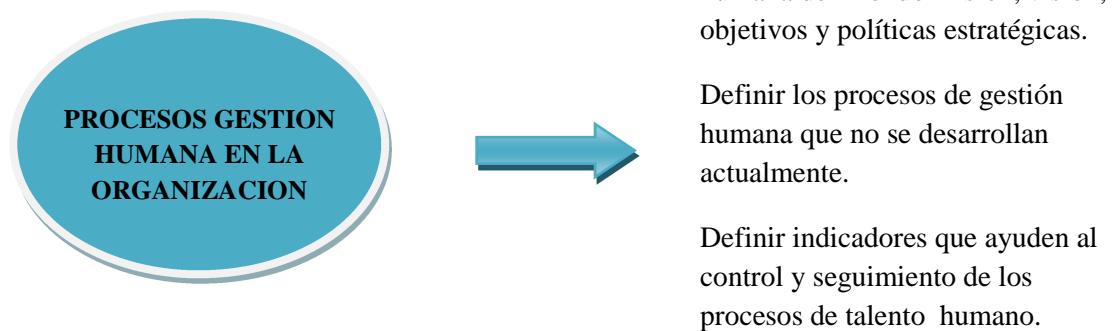 PROCESOS GESTION
HUMANA EN LA
ORGANIZACION
objetivos y políticas estratégicas.
Definir los procesos de gestión
humana que no se desarrollan
actualmente.
Definir indicadores que ayuden al
control y seguimiento de los
procesos de talento humano.